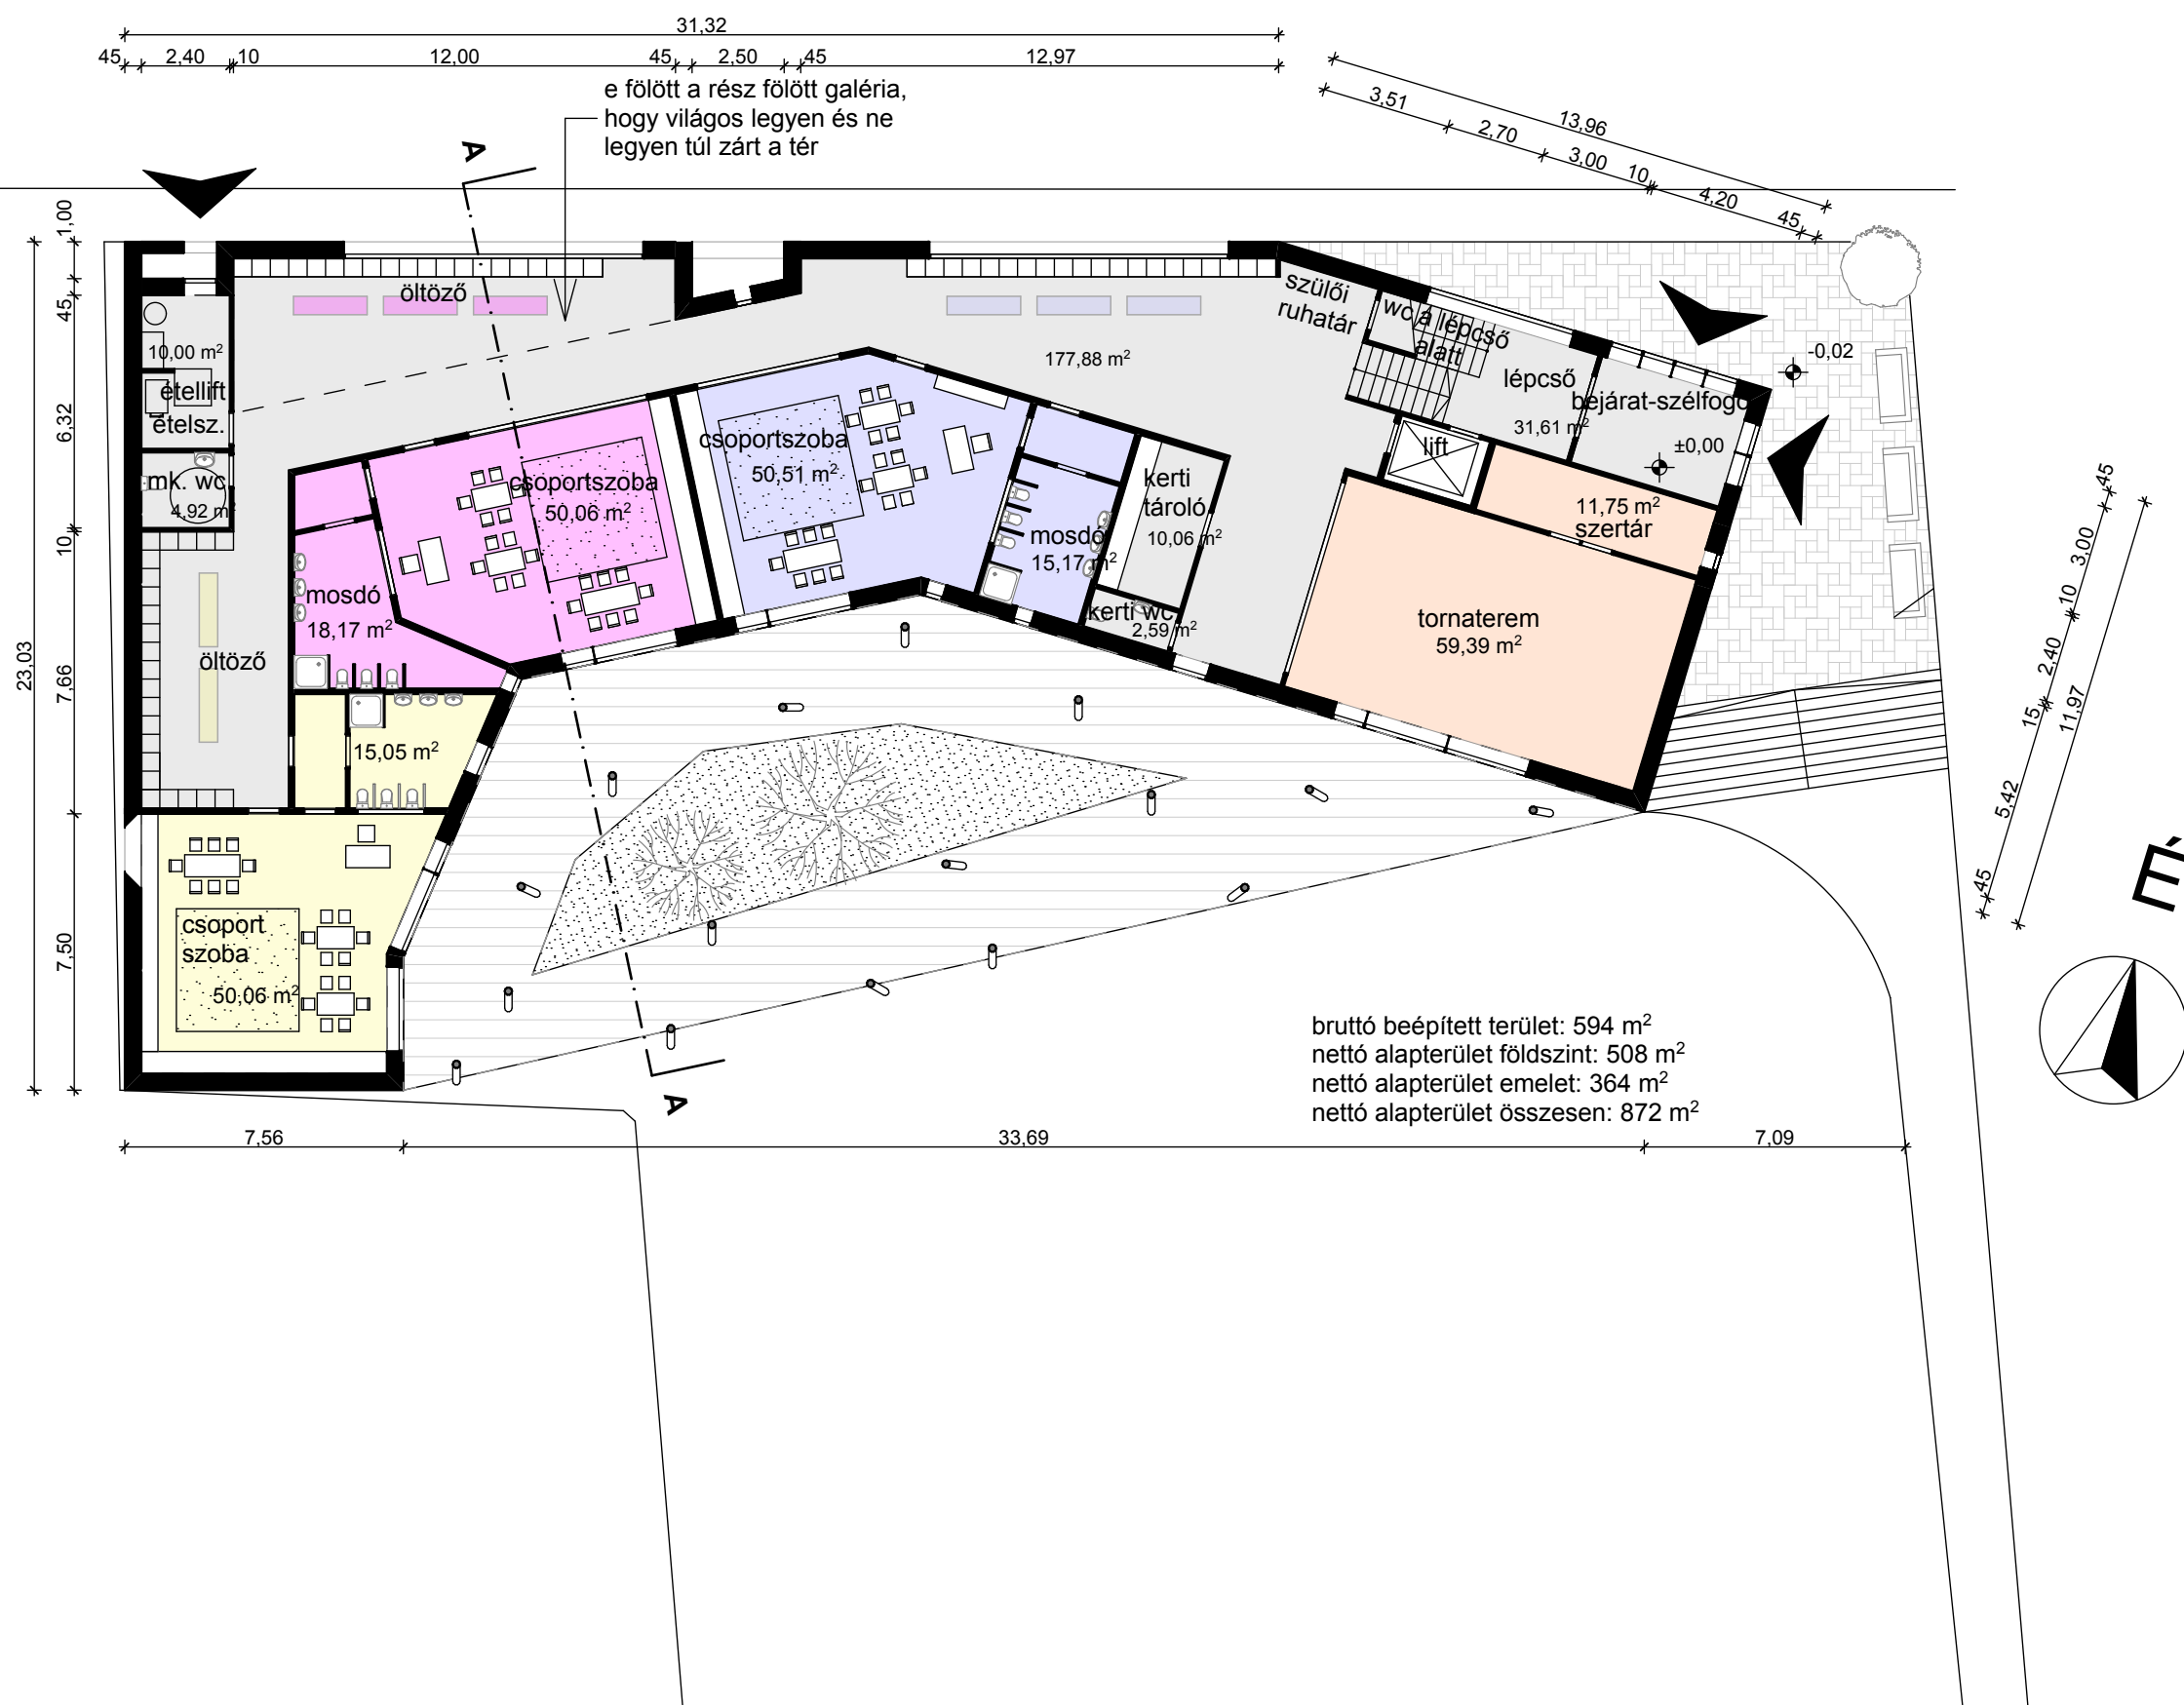 31,32
45 2,40 10 12,00 45 2,50 45 12,97
e fölött a rész fölött galéria,
hogy világos legyen és ne
legyen túl zárt a tér
13,96
3,51 2,70 3,00 10 4,20 45
A
1,00
45
6,32
10
7,66
7,50
23,03
öltöző
szülői
ruhatár
wc a lépcső
alatt
10,00 m²
étellift
ételsz.
177,88 m²
lépcső
31,61 m²
bejárat-szélfogó
-0,02
±0,00
lift
mk. wc
4,92 m²
csoportszoba
50,06 m²
csoportszoba
50,51 m²
kerti
tároló
10,06 m²
11,75 m²
szertár
mosdó
15,17 m²
mosdó
18,17 m²
kerti wc
2,59 m²
tornaterem
59,39 m²
öltöző
15,05 m²
csoport
szoba
50,06 m²
45
3,00
10
2,40
15
5,42
45
11,97
É
bruttó beépített terület: 594 m²
nettó alapterület földszint: 508 m²
nettó alapterület emelet: 364 m²
nettó alapterület összesen: 872 m²
A
7,56 33,69 7,09